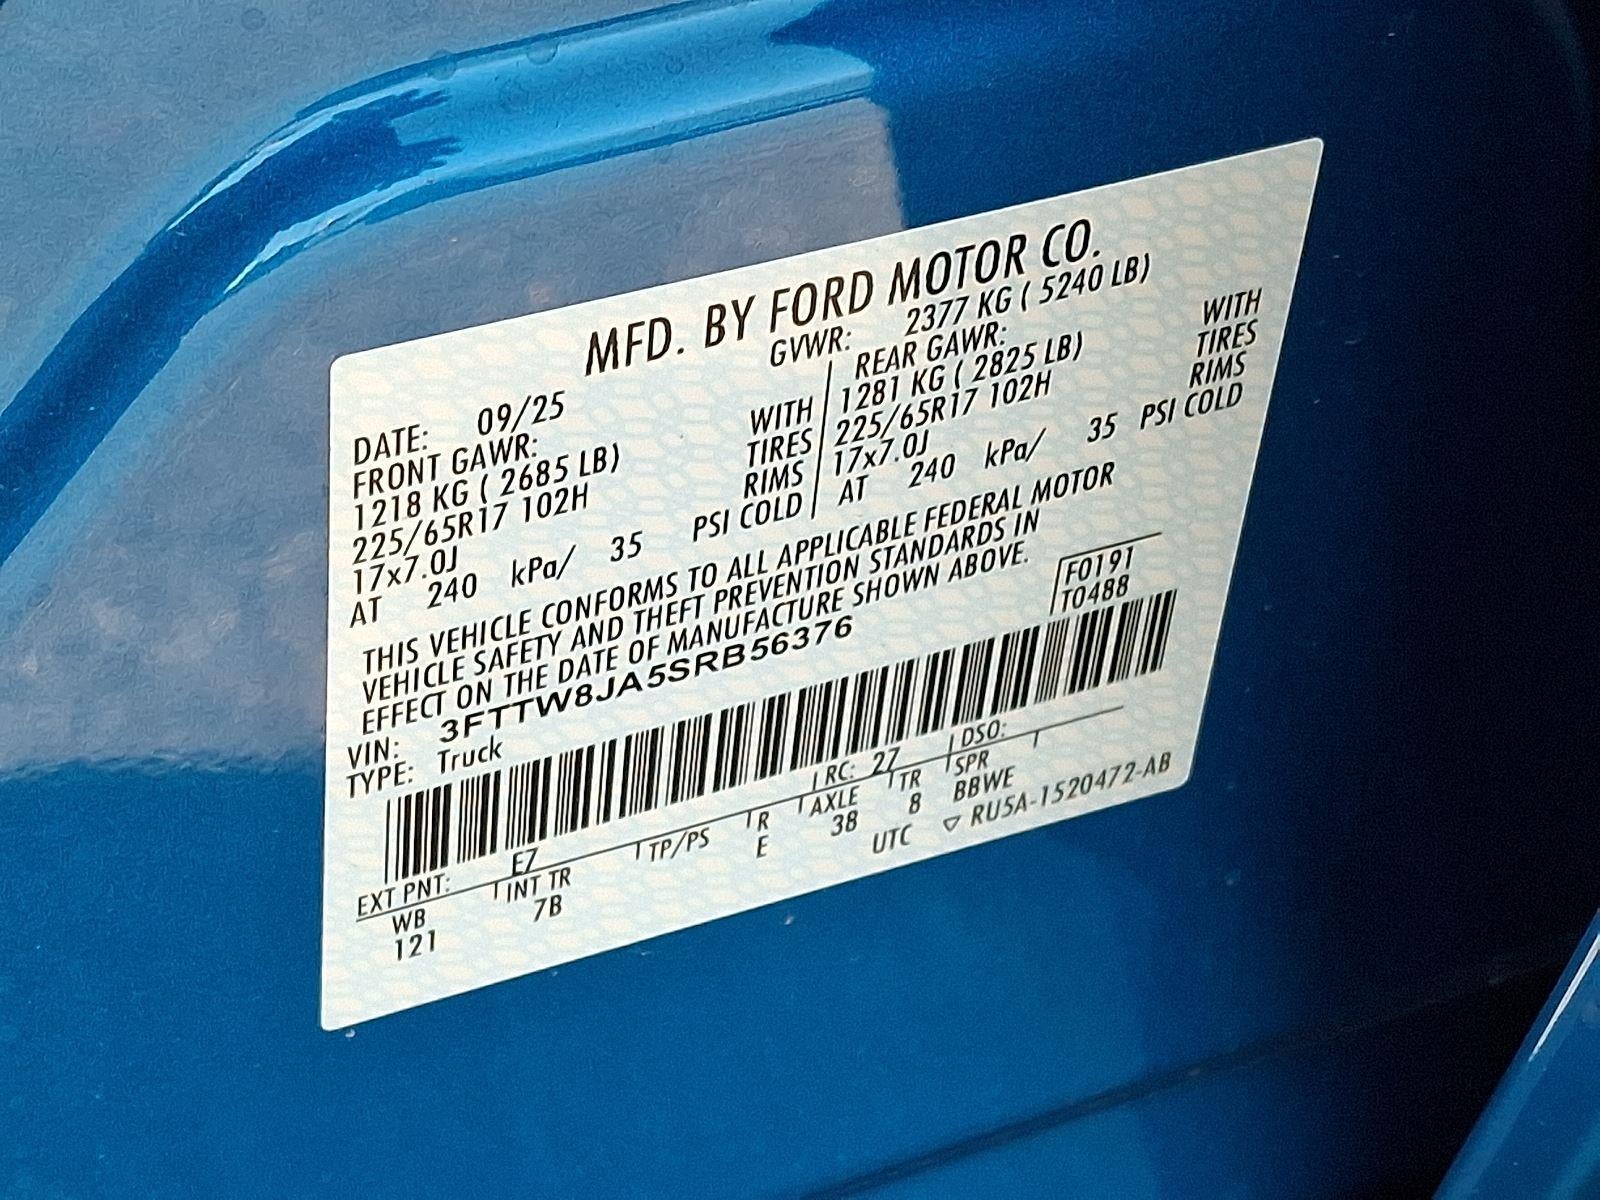 MFD. BY FORD MOTOR CO.
DATE: 09/25 GVWR: 2377 KG ( 5240 LB)
FRONT GAWR: REAR GAWR:
1218 KG ( 2685 LB) WITH 1281 KG ( 2825 LB) WITH
225/65R17 102H TIRES 225/65R17 102H TIRES
17x7.0J RIMS 17x7.0J RIMS
AT 240 kPa/ 35 PSI COLD AT 240 kPa/ 35 PSI COLD
THIS VEHICLE CONFORMS TO ALL APPLICABLE FEDERAL MOTOR
VEHICLE SAFETY AND THEFT PREVENTION STANDARDS IN
EFFECT ON THE DATE OF MANUFACTURE SHOWN ABOVE.
F0191
VIN: 3FTTW8JA5SRB56376 T0488
TYPE: Truck
EXT PNT: E7 RC: 27 DSO:
WB INT TR TP/PS R AXLE TR SPR
121 7B E 38 8 BBWE
UTC ▽ RU5A-1520472-AB